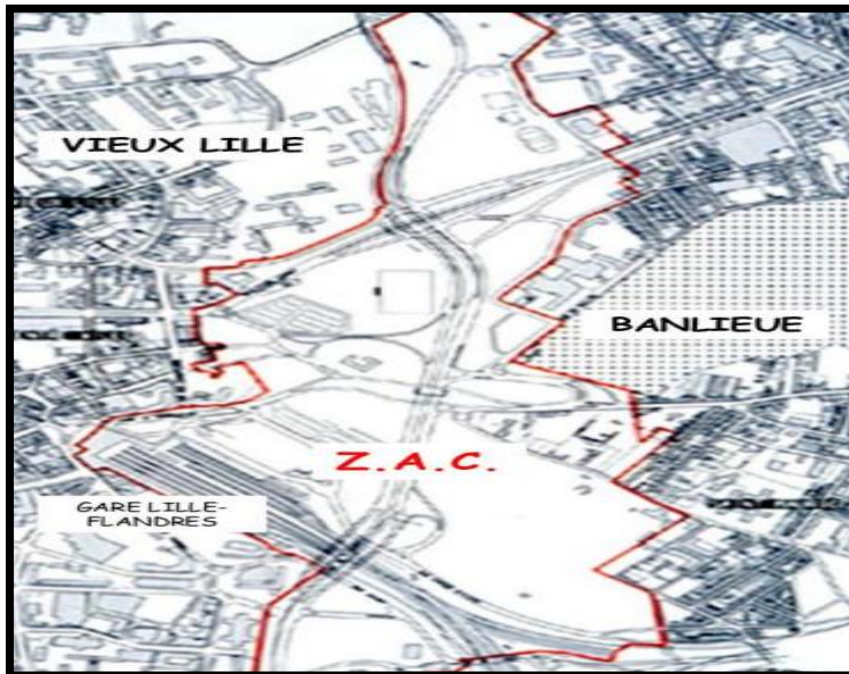 VIEUX LILLE
BANLIEUE
Z.A.C.
GARE LILLE-
FLANDRES